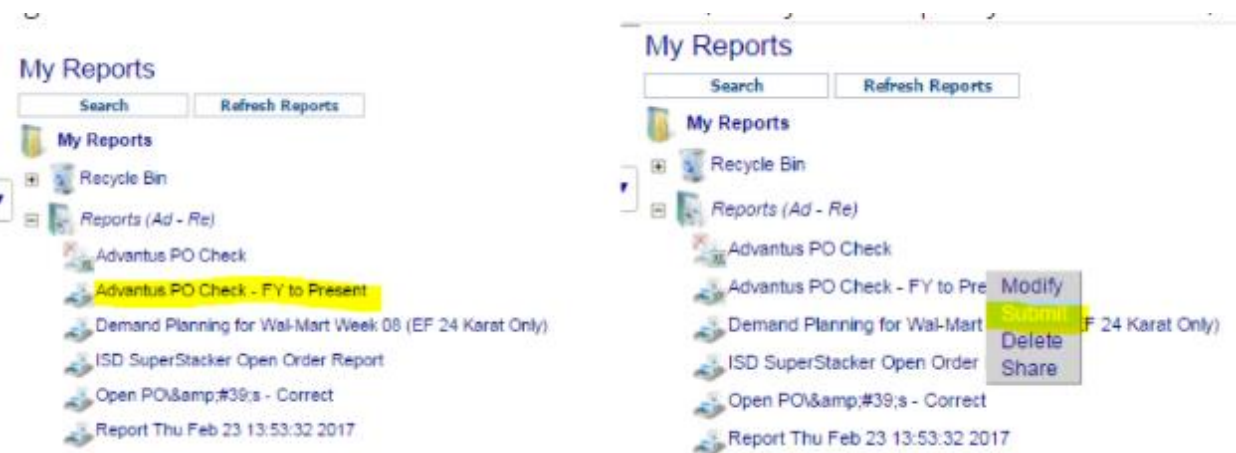 My Reports
Search Refresh Reports
My Reports
Recycle Bin
Reports (Ad - Re)
Advantus PO Check
Advantus PO Check - FY to Present
Demand Planning for Wal-Mart Week 08 (EF 24 Karat Only)
ISD SuperStacker Open Order Report
Open PO\&amp;#39;s - Correct
Report Thu Feb 23 13:53:32 2017
My Reports
Search Refresh Reports
My Reports
Recycle Bin
Reports (Ad - Re)
Advantus PO Check
Advantus PO Check - FY to Pre Modify
Submit
Demand Planning for Wal-Mart F 24 Karat Only)
Delete
ISD SuperStacker Open Order Share
Open PO\&amp;#39;s - Correct
Report Thu Feb 23 13:53:32 2017